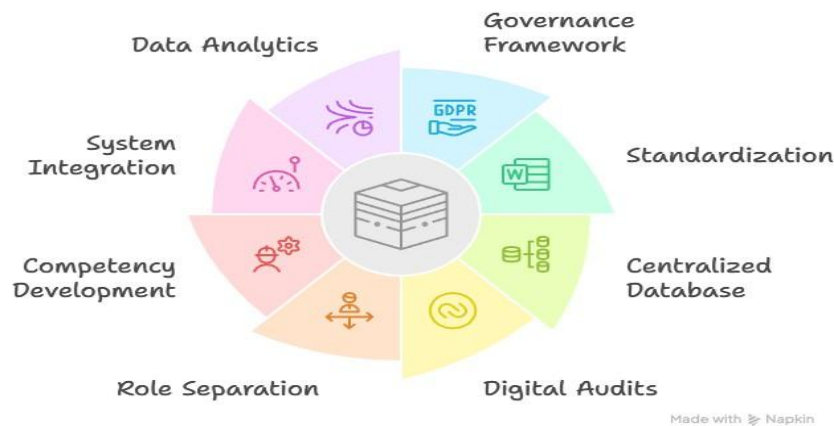 Data Analytics
Governance
Framework
GDPR
System
Integration
W
Standardization
Competency
Development
Centralized
Database
Role Separation
Digital Audits
Made with Napkin